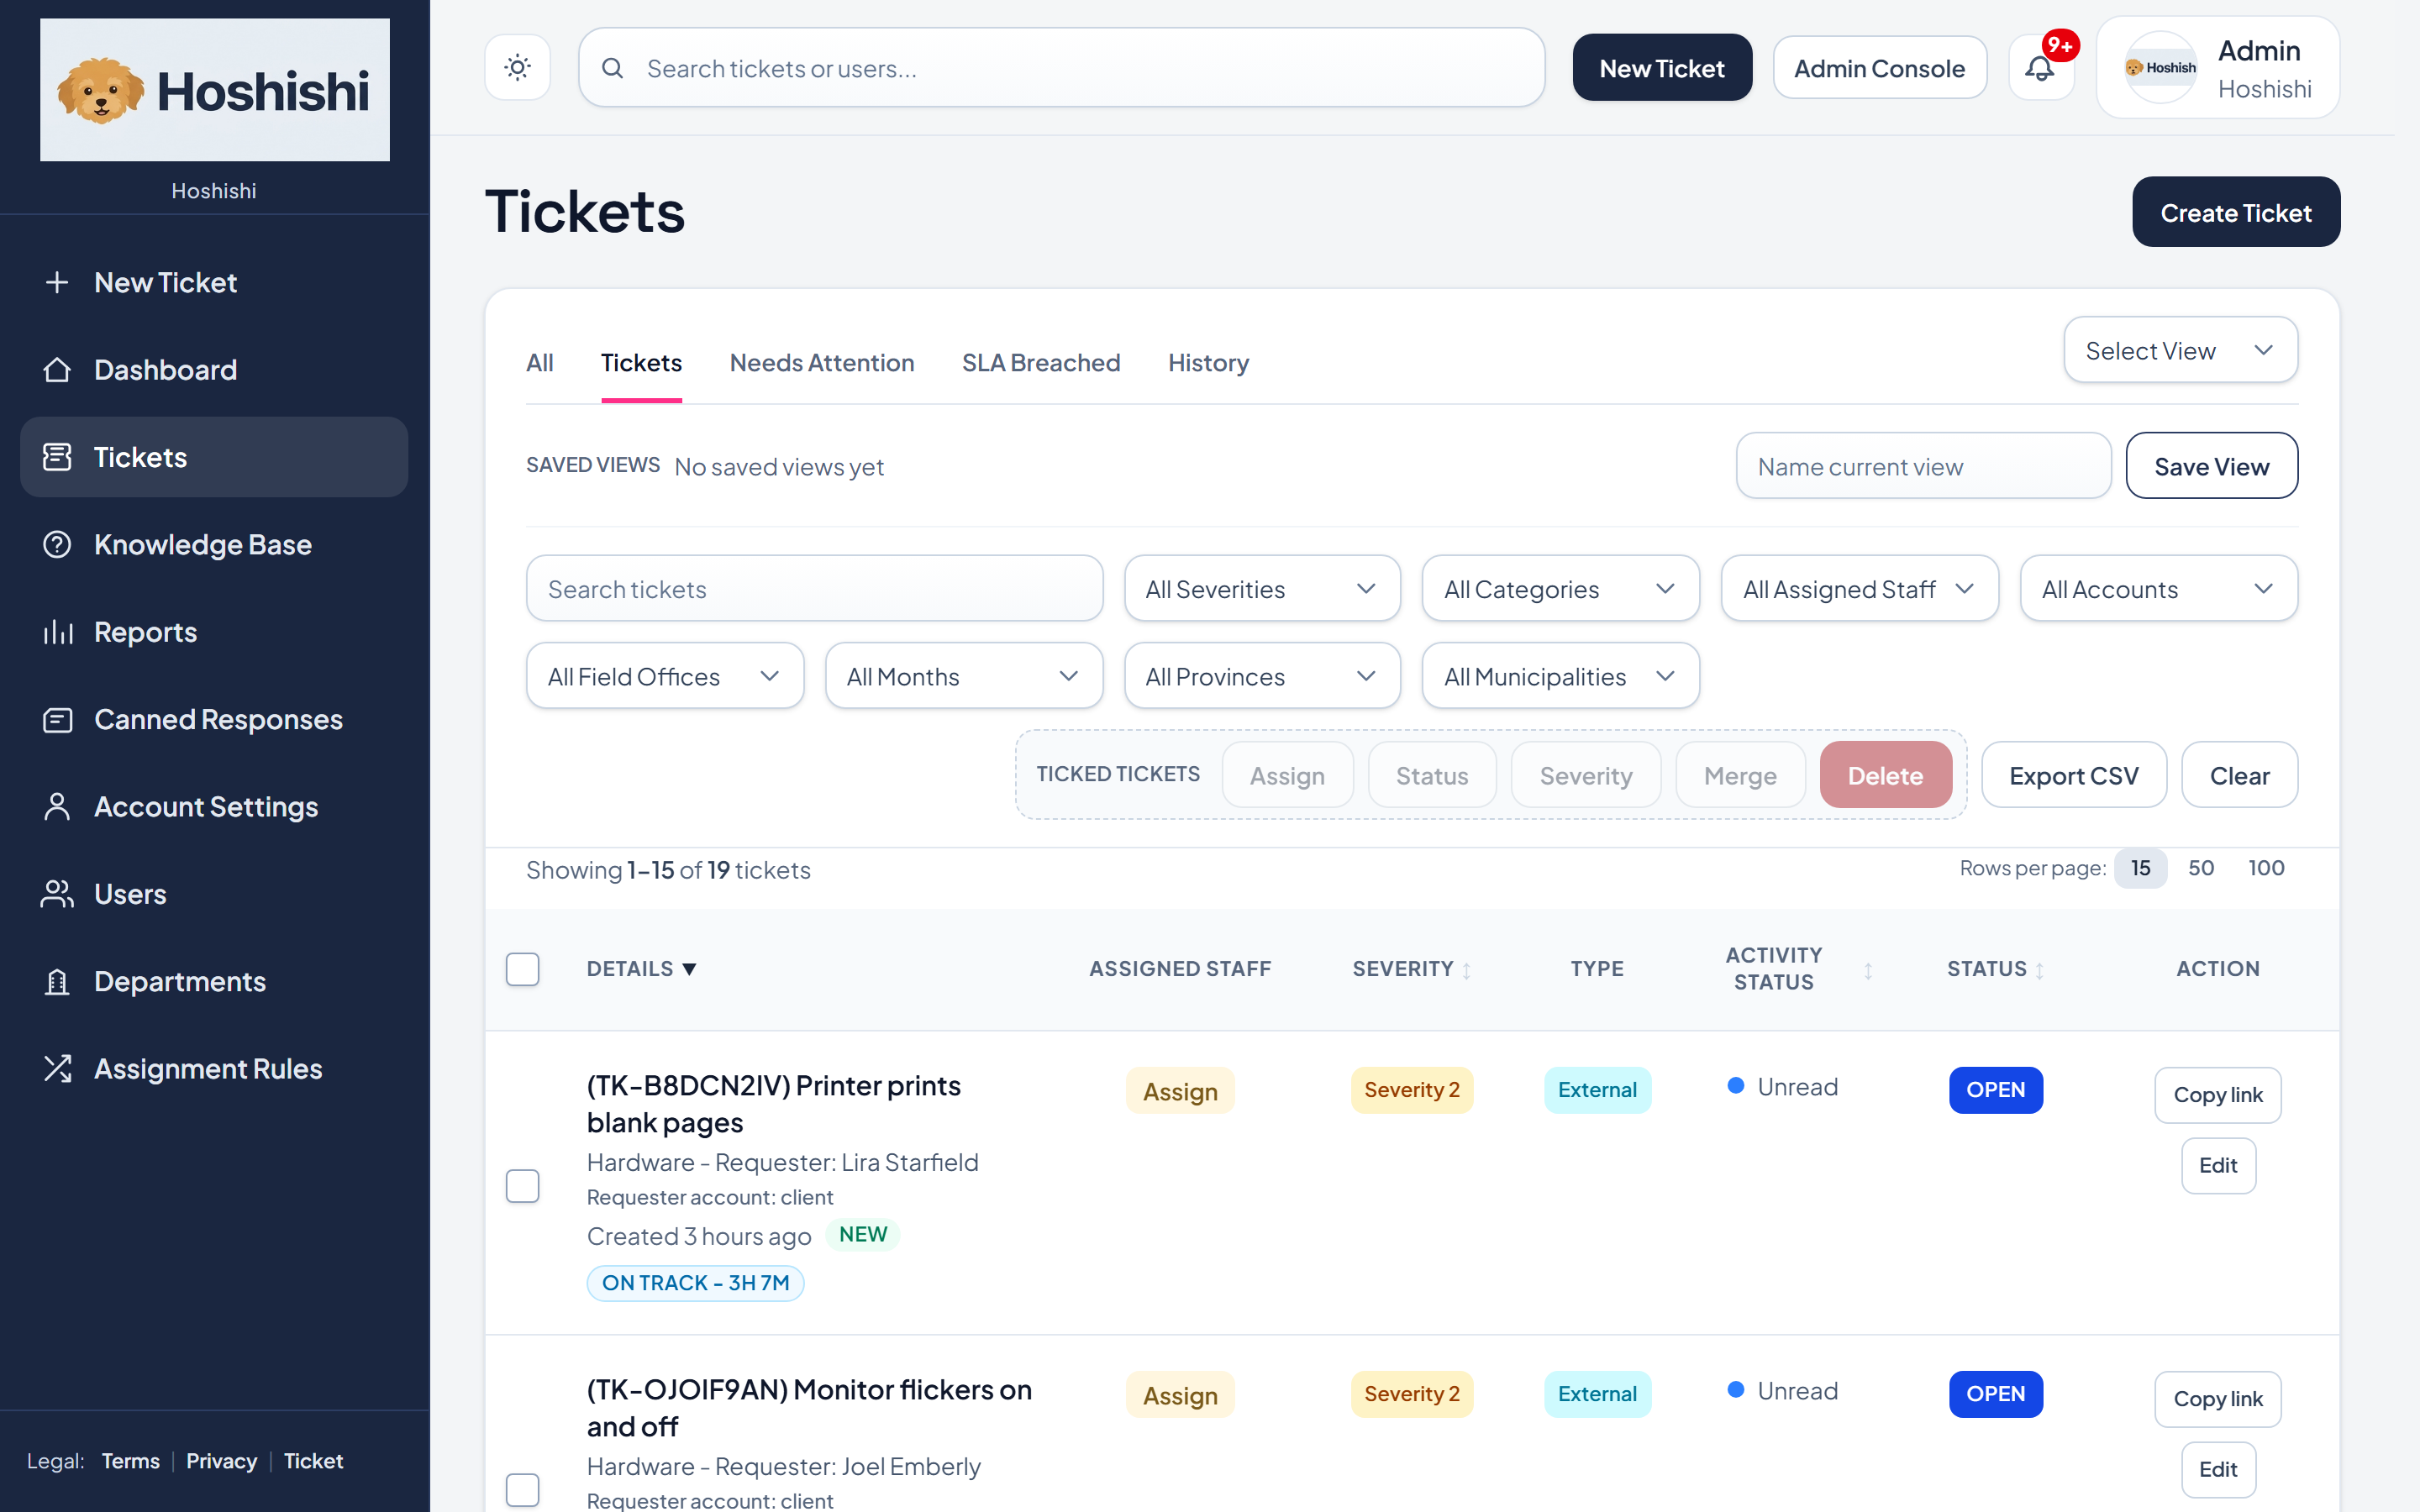 Hoshishi
Hoshishi
New Ticket
Dashboard
Tickets
Knowledge Base
Reports
Canned Responses
Account Settings
Users
Departments
Assignment Rules
Legal: Terms | Privacy | Ticket
Search tickets or users...
New Ticket
Admin Console
9+
Hoshish
Admin
Hoshishi
Tickets
Create Ticket
All Tickets Needs Attention SLA Breached History
Select View
SAVED VIEWS No saved views yet
Name current view
Save View
Search tickets
All Severities
All Categories
All Assigned Staff
All Accounts
All Field Offices
All Months
All Provinces
All Municipalities
TICKED TICKETS Assign Status Severity Merge Delete
Export CSV
Clear
Showing 1–15 of 19 tickets
Rows per page: 15 50 100
DETAILS ▼
ASSIGNED STAFF
SEVERITY ↕
TYPE
ACTIVITY
STATUS ↕
STATUS ↕
ACTION
(TK-B8DCN2IV) Printer prints
blank pages
Hardware - Requester: Lira Starfield
Requester account: client
Created 3 hours ago NEW
ON TRACK - 3H 7M
Assign
Severity 2
External
Unread
OPEN
Copy link
Edit
(TK-OJOIF9AN) Monitor flickers on
and off
Hardware - Requester: Joel Emberly
Requester account: client
Assign
Severity 2
External
Unread
OPEN
Copy link
Edit